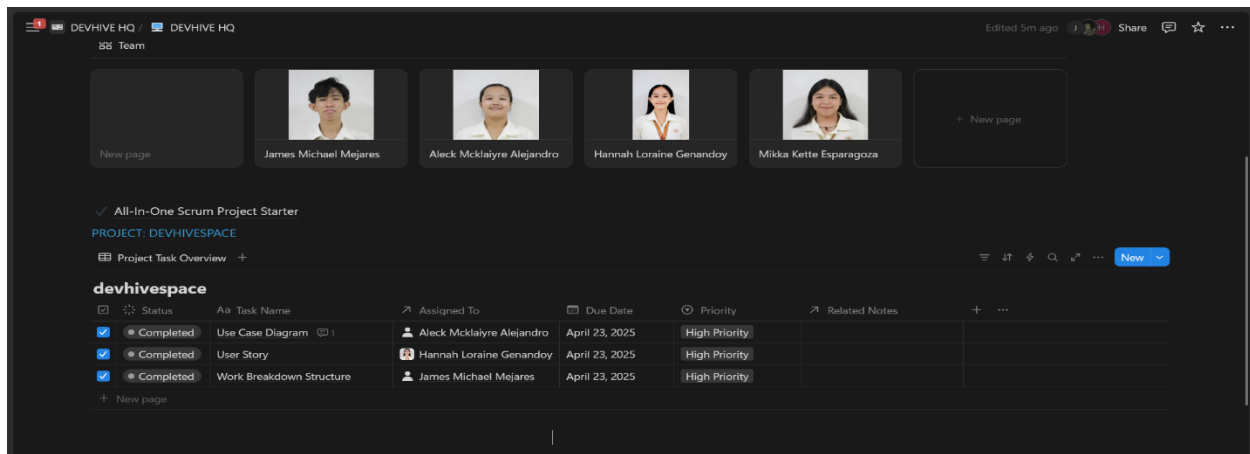 1 DEVHIVE HQ / DEVHIVE HQ Edited 5m ago J H Share
Team
New page James Michael Mejares Aleck Mcklaiyre Alejandro Hannah Loraine Genandoy Mikka Kette Esparagoza + New page
All-In-One Scrum Project Starter
PROJECT: DEVHIVESPACE
Project Task Overview + New
devhivespace
Status Aa Task Name Assigned To Due Date Priority Related Notes +
Completed Use Case Diagram 1 Aleck Mcklaiyre Alejandro April 23, 2025 High Priority
Completed User Story Hannah Loraine Genandoy April 23, 2025 High Priority
Completed Work Breakdown Structure James Michael Mejares April 23, 2025 High Priority
+ New page